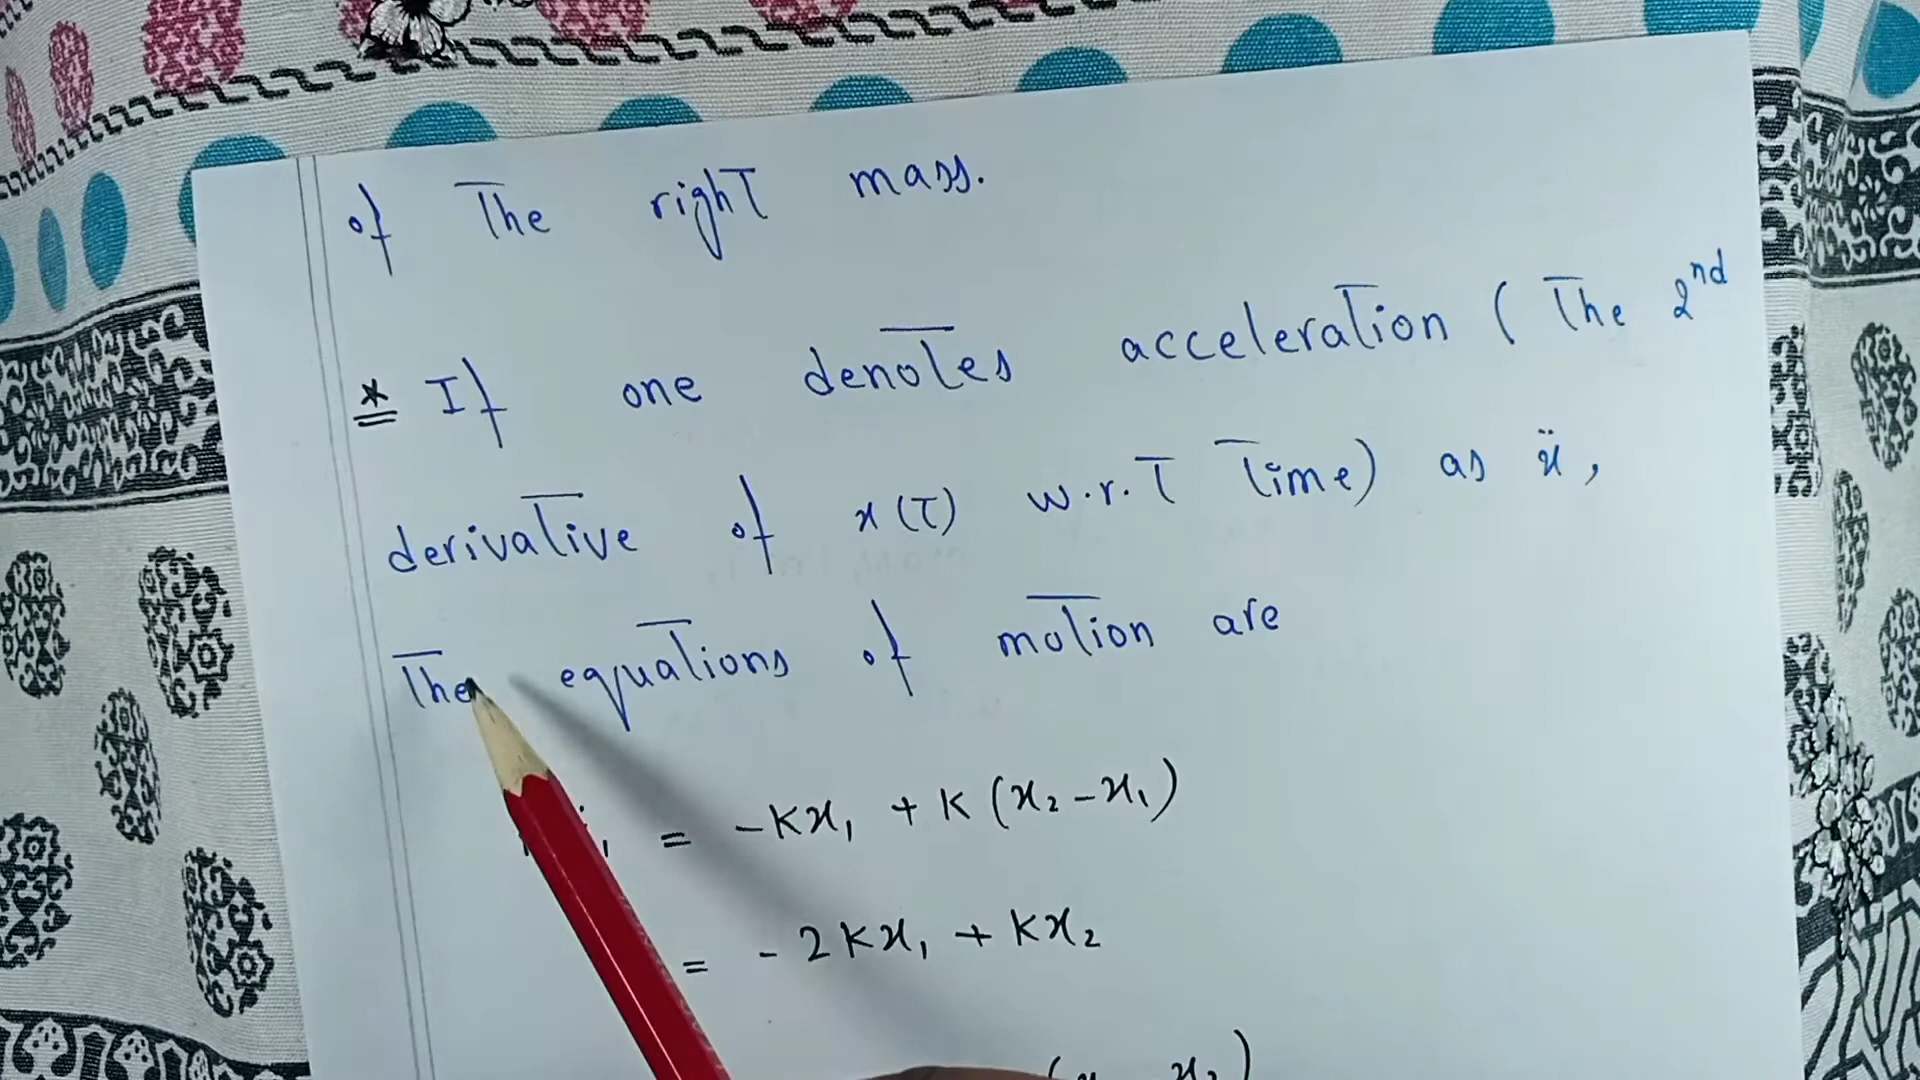 of The right mass.
* If one denotes acceleration ( The 2nd
derivative of x(t) w.r.t Time) as ẍ,
The equations of motion are
= -Kx₁ + K (x₂ - x₁)
= - 2Kx₁ + Kx₂